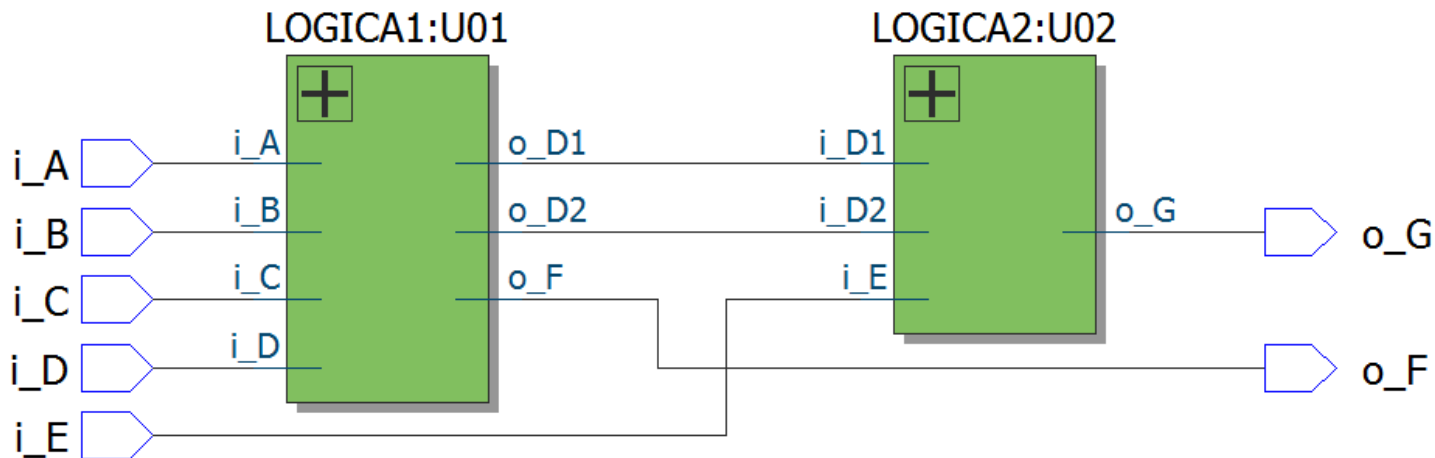 LOGICA1:U01 LOGICA2:U02
i_A i_A o_D1 i_D1
i_B i_B o_D2 i_D2 o_G o_G
i_C i_C o_F i_E
i_D i_D o_F
i_E